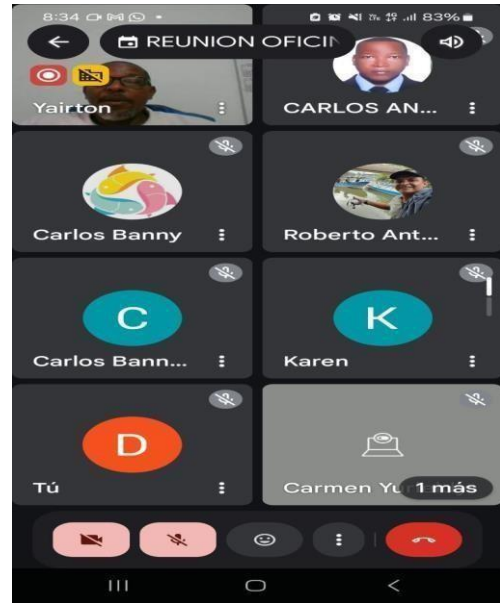 8:34 83%
REUNION OFICIN
Yairton CARLOS AN...
Carlos Banny Roberto Ant...
C K
Carlos Bann... Karen
D
Tú Carmen Yu 1 más